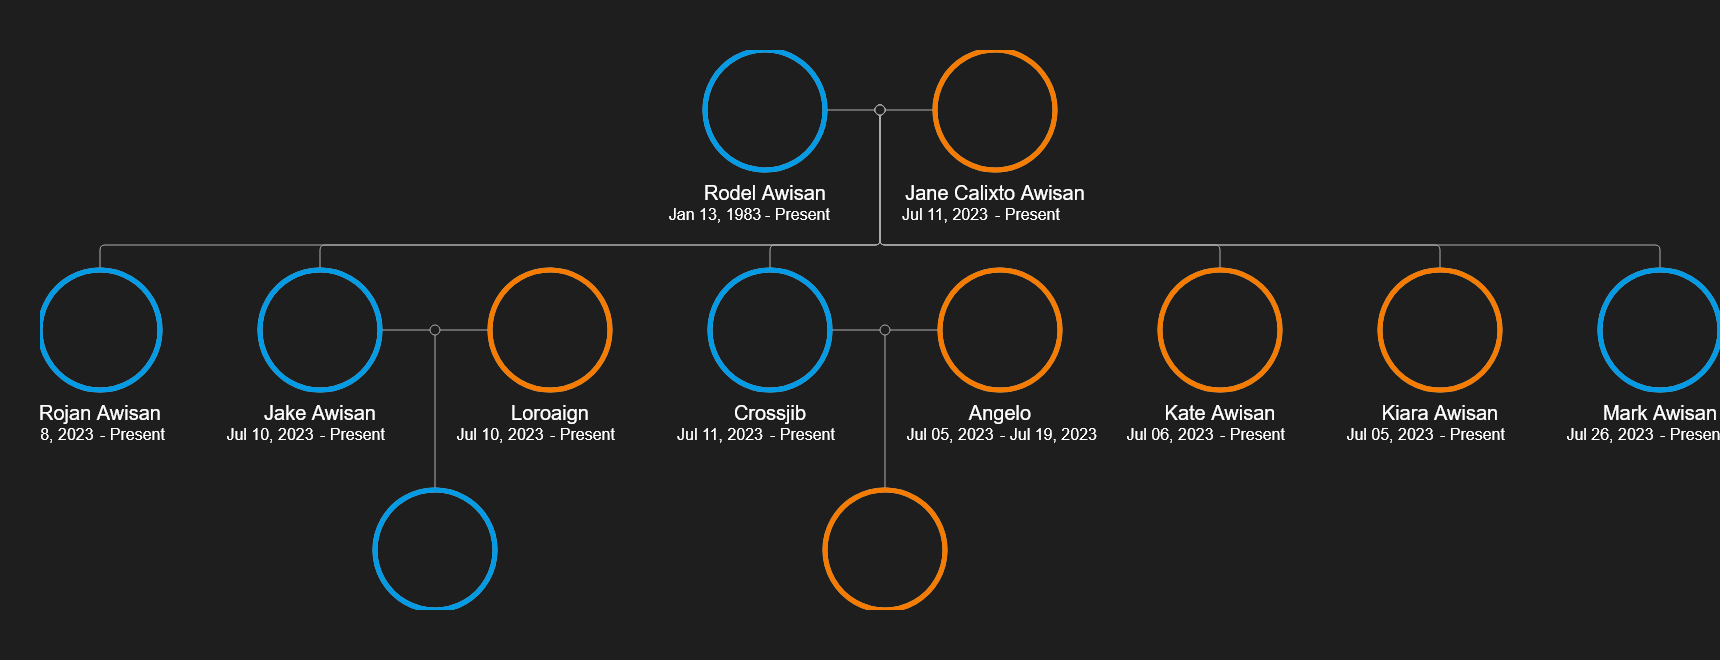 Rodel Awisan
Jan 13, 1983 - Present
Jane Calixto Awisan
Jul 11, 2023 - Present
Rojan Awisan
8, 2023 - Present
Jake Awisan
Jul 10, 2023 - Present
Loroaign
Jul 10, 2023 - Present
Crossjib
Jul 11, 2023 - Present
Angelo
Jul 05, 2023 - Jul 19, 2023
Kate Awisan
Jul 06, 2023 - Present
Kiara Awisan
Jul 05, 2023 - Present
Mark Awisan
Jul 26, 2023 - Presen